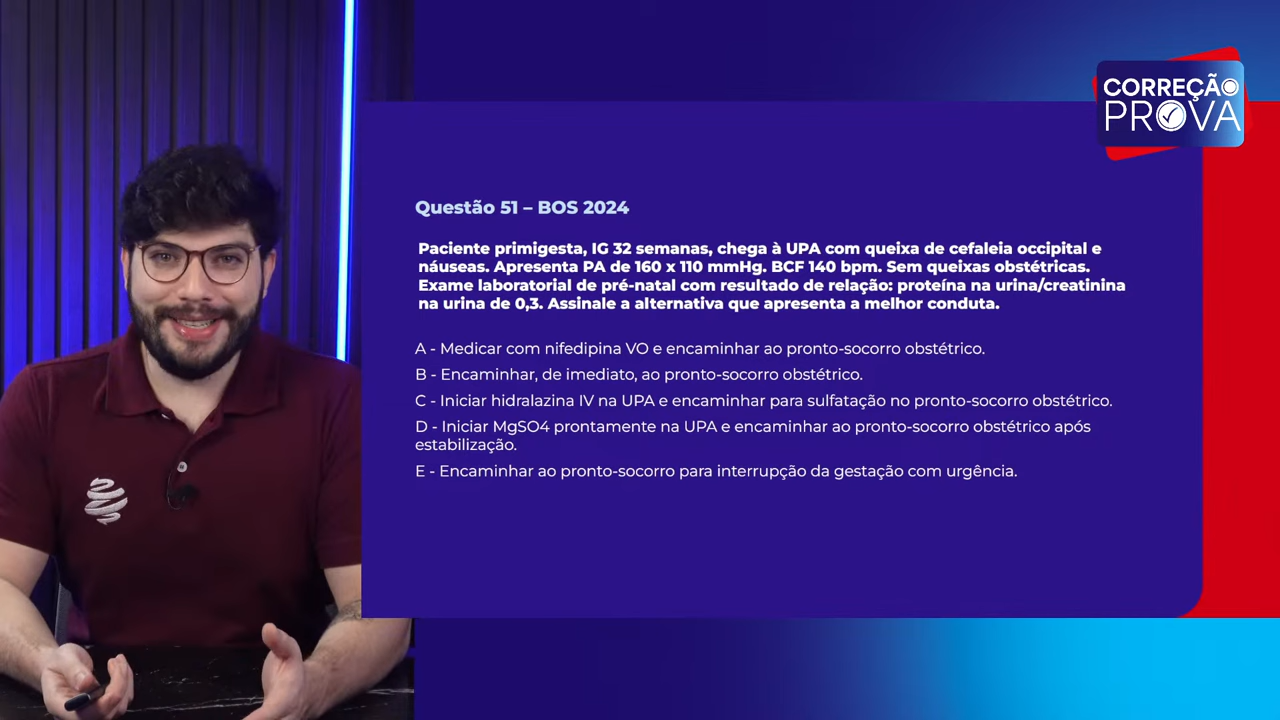 CORREÇÃO
PROVA
Questão 51 – BOS 2024
Paciente primigesta, IG 32 semanas, chega à UPA com queixa de cefaleia occipital e
náuseas. Apresenta PA de 160 x 110 mmHg. BCF 140 bpm. Sem queixas obstétricas.
Exame laboratorial de pré-natal com resultado de relação: proteína na urina/creatinina
na urina de 0,3. Assinale a alternativa que apresenta a melhor conduta.
A - Medicar com nifedipina VO e encaminhar ao pronto-socorro obstétrico.
B - Encaminhar, de imediato, ao pronto-socorro obstétrico.
C - Iniciar hidralazina IV na UPA e encaminhar para sulfatação no pronto-socorro obstétrico.
D - Iniciar MgSO4 prontamente na UPA e encaminhar ao pronto-socorro obstétrico após
estabilização.
E - Encaminhar ao pronto-socorro para interrupção da gestação com urgência.